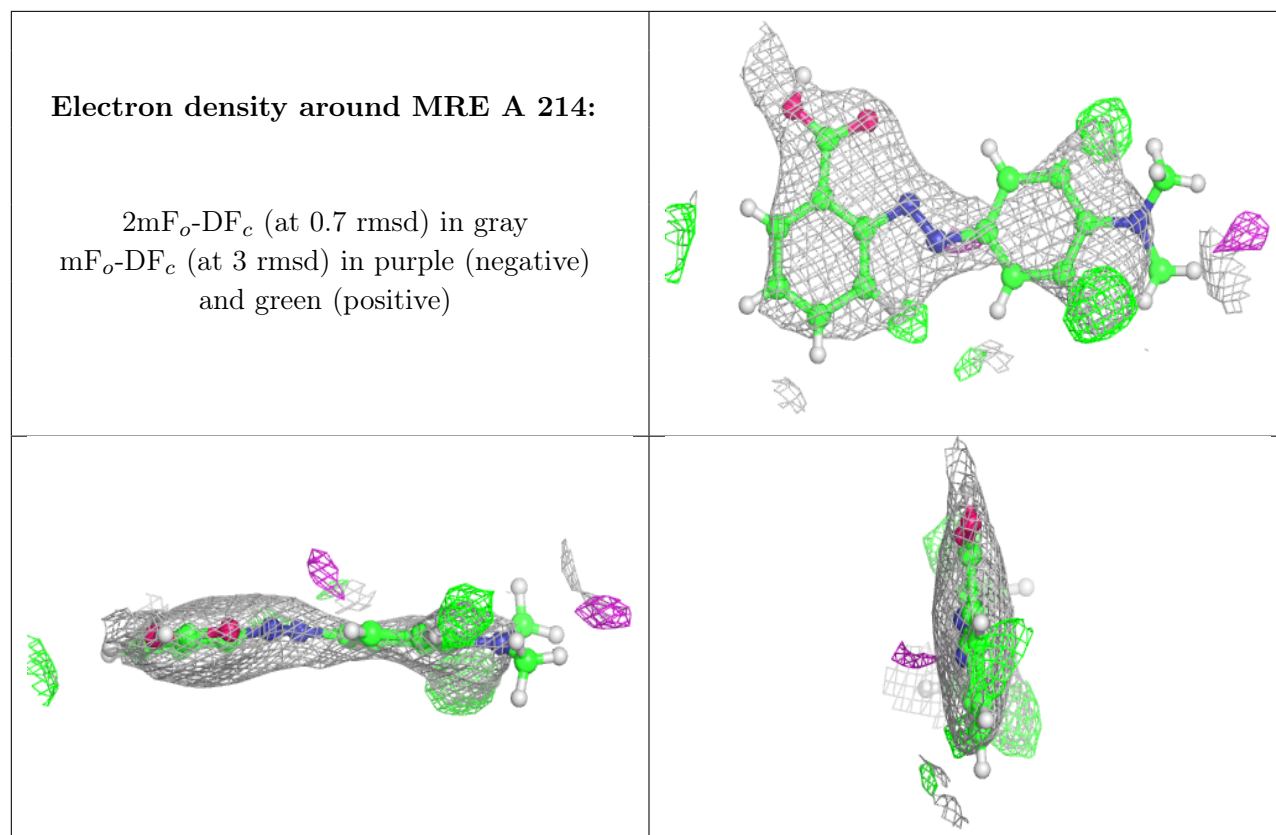 Electron density around MRE A 214:
2mFₒ-DF𝒸 (at 0.7 rmsd) in gray
mFₒ-DF𝒸 (at 3 rmsd) in purple (negative)
and green (positive)